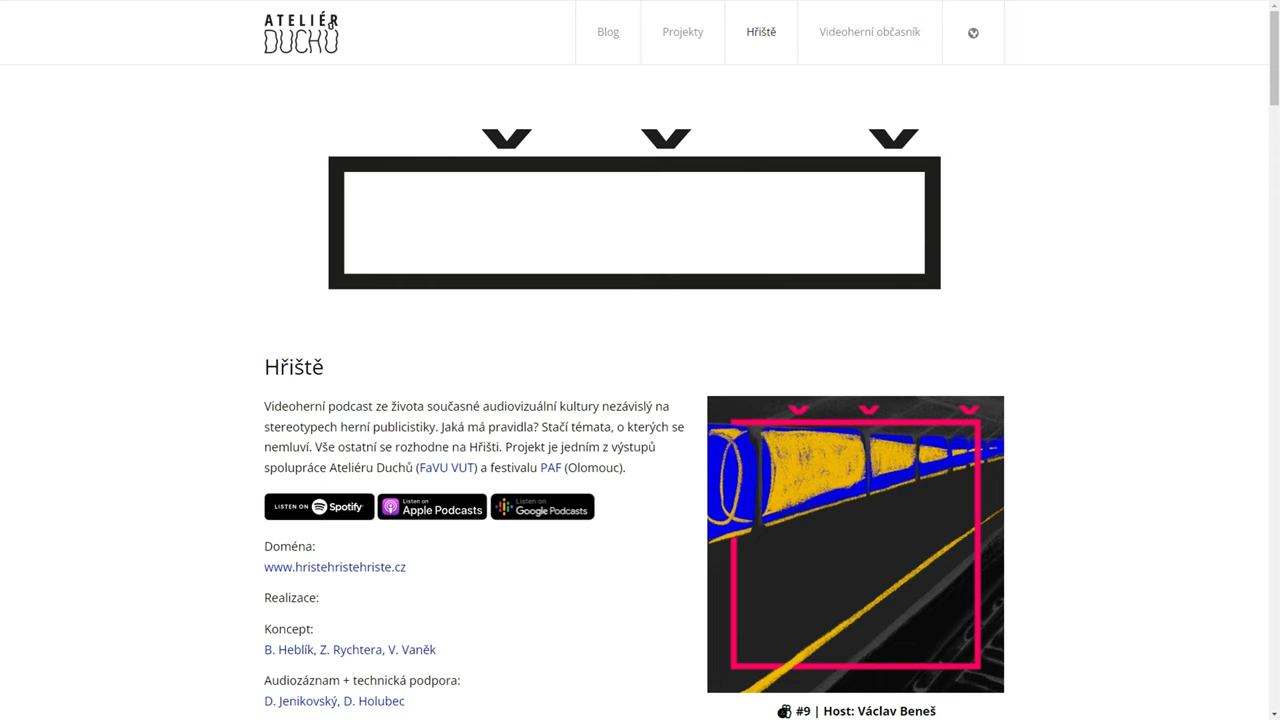 ATELIÉR
DUCHŮ
Blog
Projekty
Hřiště
Videoherní občasník
Hřiště
Videoherní podcast ze života současné audiovizuální kultury nezávislý na
stereotypech herní publicistiky. Jaká má pravidla? Stačí témata, o kterých se
nemluví. Vše ostatní se rozhodne na Hřišti. Projekt je jedním z výstupů
spolupráce Ateliéru Duchů (FaVU VUT) a festivalu PAF (Olomouc).
LISTEN ON Spotify
Listen on Apple Podcasts
Listen on Google Podcasts
Doména:
www.hristehristehriste.cz
Realizace:
Koncept:
B. Heblík, Z. Rychtera, V. Vaněk
Audiozáznam + technická podpora:
D. Jenikovský, D. Holubec
#9 | Host: Václav Beneš